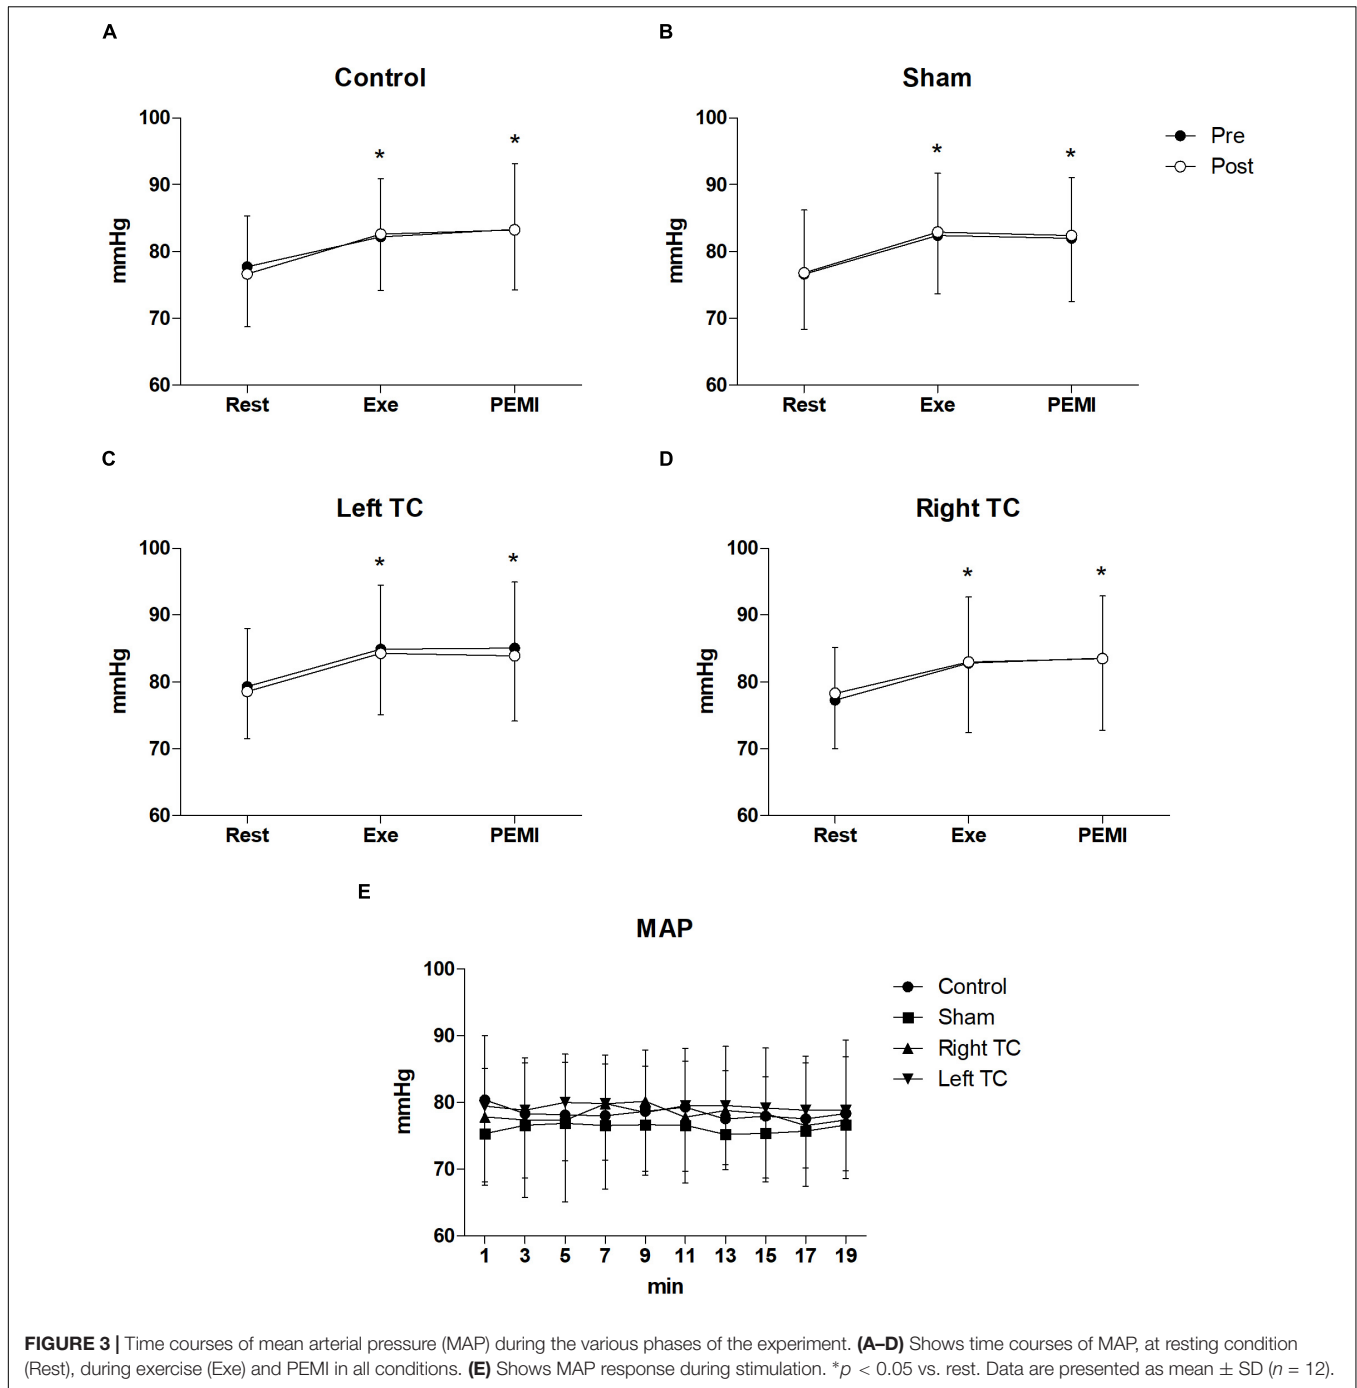 A
B
Control
Sham
100
90
80
70
60
mmHg
Rest Exe PEMI
* *
100
90
80
70
60
mmHg
Rest Exe PEMI
* *
Pre
Post
C
D
Left TC
Right TC
100
90
80
70
60
mmHg
Rest Exe PEMI
* *
100
90
80
70
60
mmHg
Rest Exe PEMI
* *
E
MAP
100
90
80
70
60
mmHg
1 3 5 7 9 11 13 15 17 19
min
Control
Sham
Right TC
Left TC
FIGURE 3 | Time courses of mean arterial pressure (MAP) during the various phases of the experiment. (A–D) Shows time courses of MAP, at resting condition
(Rest), during exercise (Exe) and PEMI in all conditions. (E) Shows MAP response during stimulation. *p < 0.05 vs. rest. Data are presented as mean ± SD (n = 12).